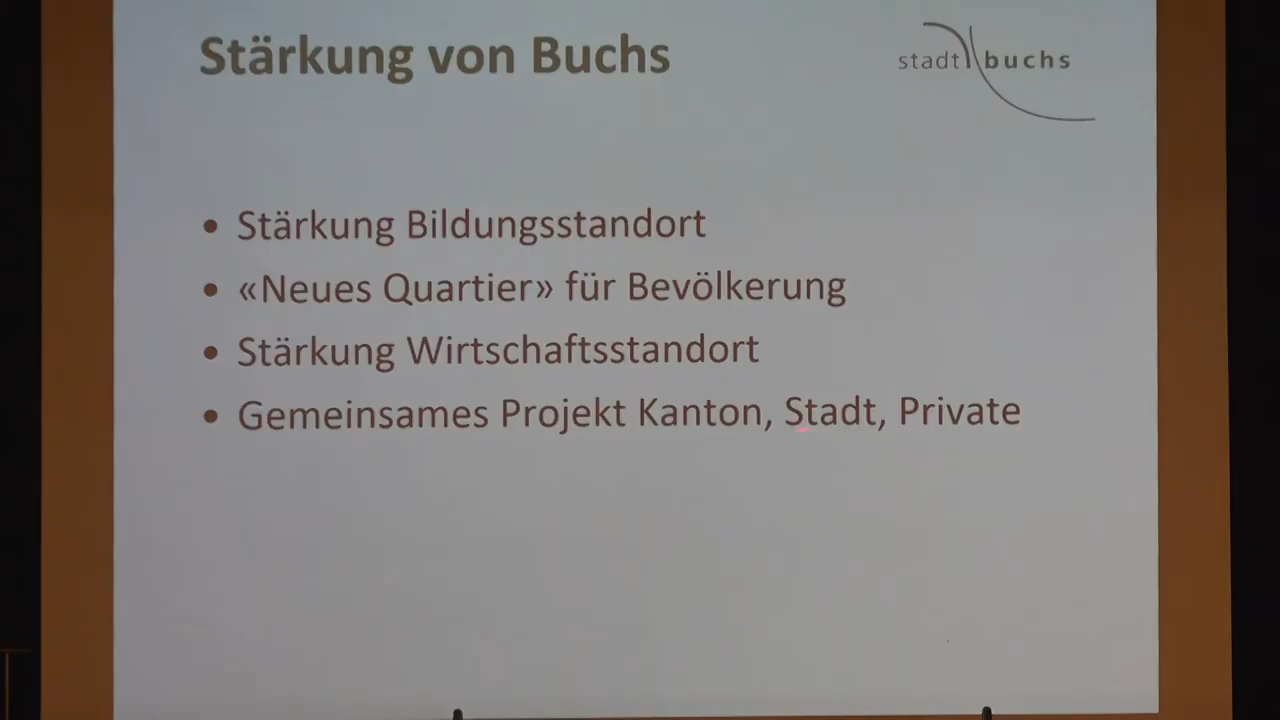 Stärkung von Buchs
stadt buchs
• Stärkung Bildungsstandort
• «Neues Quartier» für Bevölkerung
• Stärkung Wirtschaftsstandort
• Gemeinsames Projekt Kanton, Stadt, Private